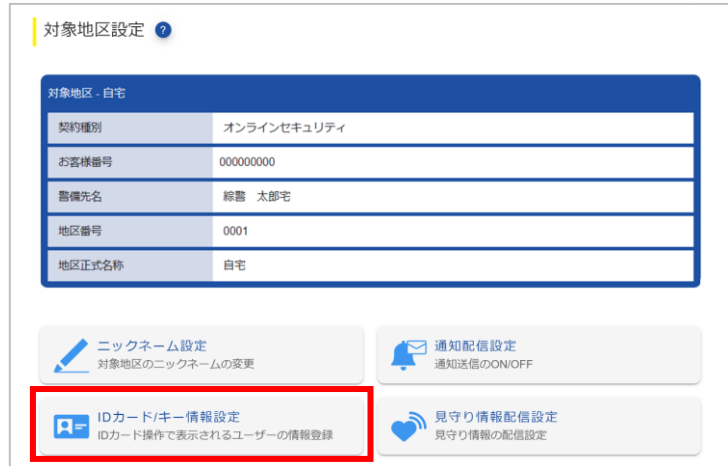 対象地区設定 ?
対象地区 - 自宅
契約種別 オンラインセキュリティ
お客様番号 000000000
警備先名 綜警 太郎宅
地区番号 0001
地区正式名称 自宅
ニックネーム設定
対象地区のニックネームの変更
通知配信設定
通知送信のON/OFF
IDカード/キー情報設定
IDカード操作で表示されるユーザーの情報登録
見守り情報配信設定
見守り情報の配信設定